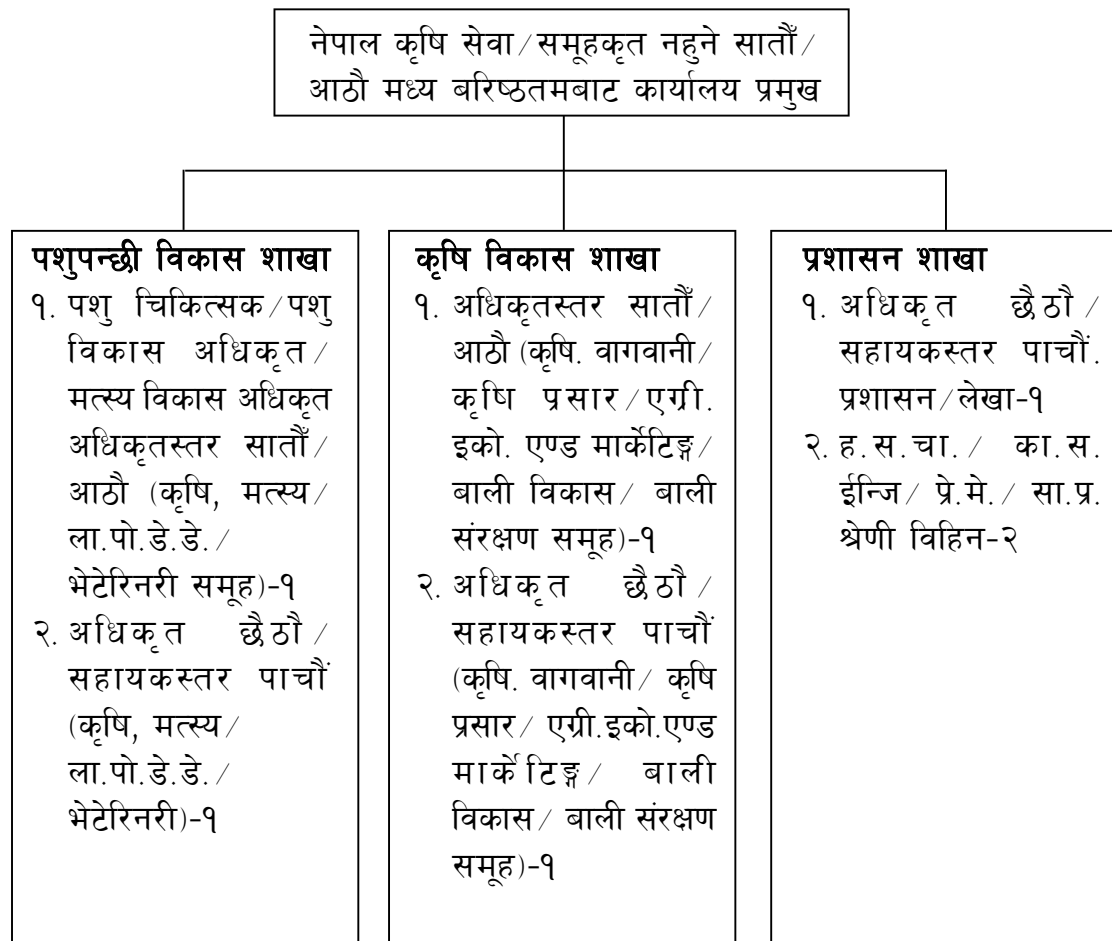 नेपाल कृषि सेवा/समूहकृत नहुने सातौँ/
आठौ मध्य बरिष्ठतमबाट कार्यालय प्रमुख
पशुपन्छी विकास शाखा
१. पशु चिकित्सक/पशु
विकास अधिकृत/
मत्स्य विकास अधिकृत
अधिकृतस्तर सातौँ/
आठौ (कृषि, मत्स्य/
ला.पो.डे.डे./
भेटेरिनरी समूह)-१
२. अधिकृत छैठौ/
सहायकस्तर पाचौं
(कृषि, मत्स्य/
ला.पो.डे.डे./
भेटेरिनरी)-१
कृषि विकास शाखा
१. अधिकृतस्तर सातौँ/
आठौ (कृषि. वागवानी/
कृषि प्रसार/एग्री.
इको. एण्ड मार्केटिङ्ग/
बाली विकास/ बाली
संरक्षण समूह)-१
२. अधिकृत छैठौ/
सहायकस्तर पाचौं
(कृषि. वागवानी/ कृषि
प्रसार/ एग्री.इको.एण्ड
मार्केटिङ्ग/ बाली
विकास/ बाली संरक्षण
समूह)-१
प्रशासन शाखा
१. अधिकृत छैठौ/
सहायकस्तर पाचौं.
प्रशासन/लेखा-१
२. ह.स.चा./ का.स.
ईन्जि/ प्रे.मे./ सा.प्र.
श्रेणी विहिन-२